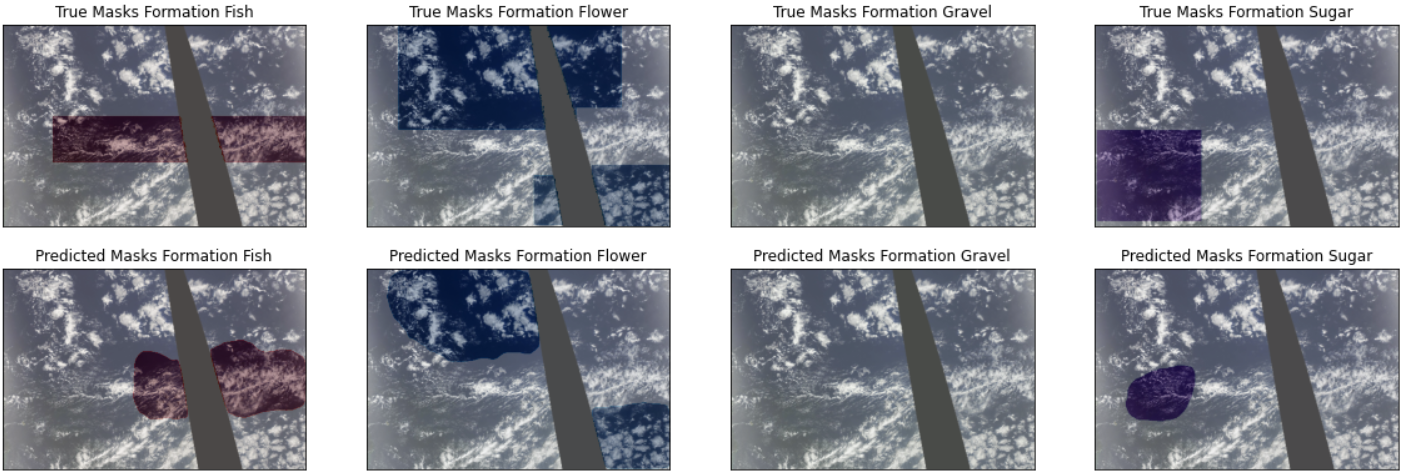 True Masks Formation Fish
True Masks Formation Flower
True Masks Formation Gravel
True Masks Formation Sugar
Predicted Masks Formation Fish
Predicted Masks Formation Flower
Predicted Masks Formation Gravel
Predicted Masks Formation Sugar